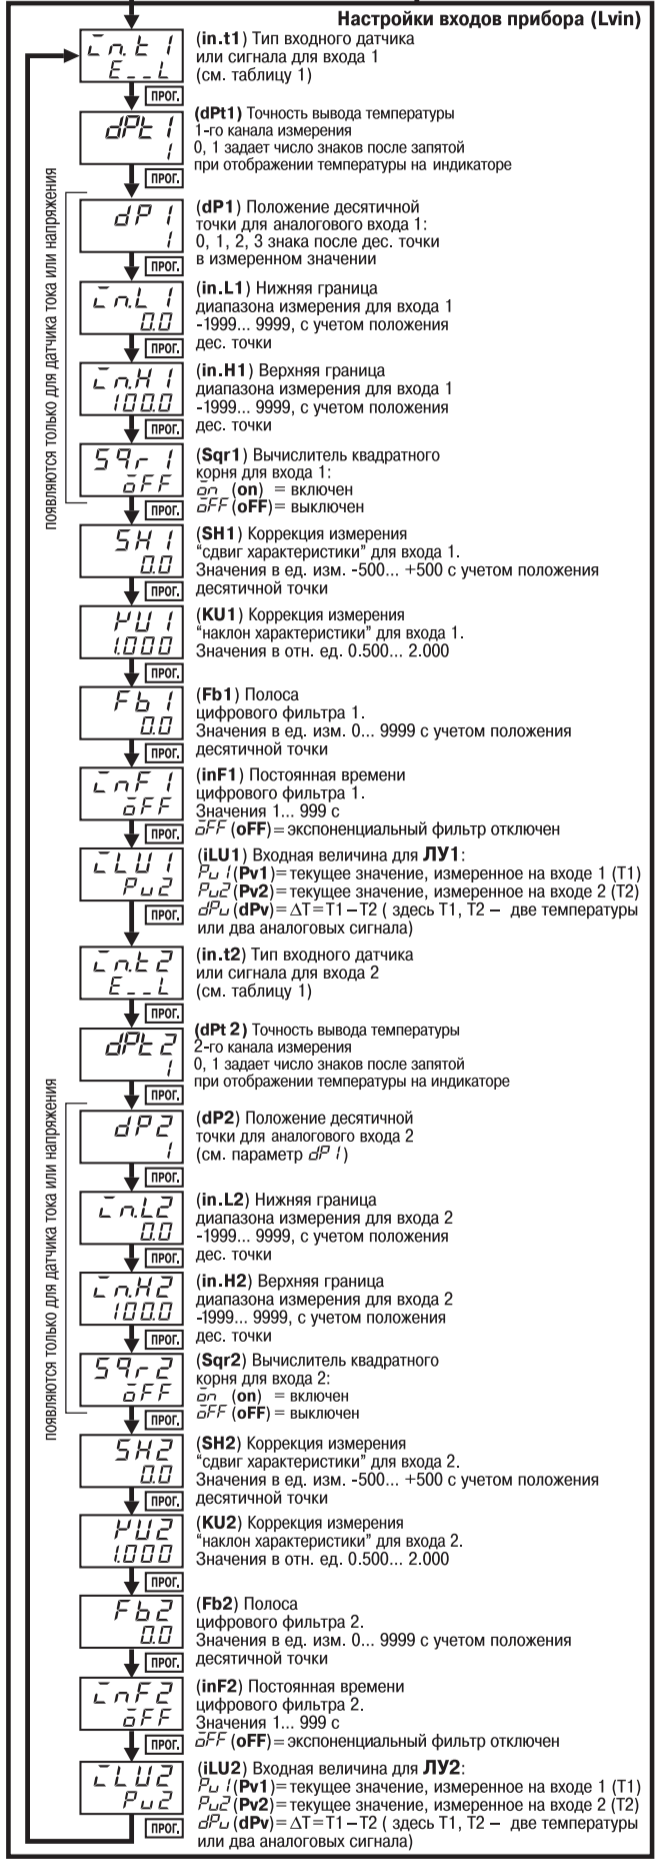 Настройки входов прибора (Lvin)
in.t1
E__L
(in.t1) Тип входного датчика
или сигнала для входа 1
(см. таблицу 1)
ПРОГ.
dPt1
1
(dPt1) Точность вывода температуры
1-го канала измерения
0, 1 задает число знаков после запятой
при отображении температуры на индикаторе
ПРОГ.
появляются только для датчика тока или напряжения
dP1
1
(dP1) Положение десятичной
точки для аналогового входа 1:
0, 1, 2, 3 знака после дес. точки
в измеренном значении
ПРОГ.
in.L1
0.0
(in.L1) Нижняя граница
диапазона измерения для входа 1
-1999... 9999, с учетом положения
дес. точки
ПРОГ.
in.H1
100.0
(in.H1) Верхняя граница
диапазона измерения для входа 1
-1999... 9999, с учетом положения
дес. точки
ПРОГ.
Sqr1
oFF
(Sqr1) Вычислитель квадратного
корня для входа 1:
on (on) = включен
oFF (oFF) = выключен
ПРОГ.
SH1
0.0
(SH1) Коррекция измерения
"сдвиг характеристики" для входа 1.
Значения в ед. изм. -500... +500 с учетом положения
десятичной точки
ПРОГ.
KU1
1.000
(KU1) Коррекция измерения
"наклон характеристики" для входа 1.
Значения в отн. ед. 0.500... 2.000
ПРОГ.
Fb1
0.0
(Fb1) Полоса
цифрового фильтра 1.
Значения в ед. изм. 0... 9999 с учетом положения
десятичной точки
ПРОГ.
inF1
oFF
(inF1) Постоянная времени
цифрового фильтра 1.
Значения 1... 999 с
oFF (oFF)=экспоненциальный фильтр отключен
ПРОГ.
iLU1
Pv2
(iLU1) Входная величина для ЛУ1:
Pv1 (Pv1)=текущее значение, измеренное на входе 1 (T1)
Pv2 (Pv2)=текущее значение, измеренное на входе 2 (T2)
dPv (dPv)=ΔT=T1–T2 ( здесь T1, T2 – две температуры
или два аналоговых сигнала)
ПРОГ.
in.t2
E__L
(in.t2) Тип входного датчика
или сигнала для входа 2
(см. таблицу 1)
ПРОГ.
dPt2
1
(dPt 2) Точность вывода температуры
2-го канала измерения
0, 1 задает число знаков после запятой
при отображении температуры на индикаторе
ПРОГ.
появляются только для датчика тока или напряжения
dP2
1
(dP2) Положение десятичной
точки для аналогового входа 2
(см. параметр dP1)
ПРОГ.
in.L2
0.0
(in.L2) Нижняя граница
диапазона измерения для входа 2
-1999... 9999, с учетом положения
дес. точки
ПРОГ.
in.H2
100.0
(in.H2) Верхняя граница
диапазона измерения для входа 2
-1999... 9999, с учетом положения
дес. точки
ПРОГ.
Sqr2
oFF
(Sqr2) Вычислитель квадратного
корня для входа 2:
on (on) = включен
oFF (oFF) = выключен
ПРОГ.
SH2
0.0
(SH2) Коррекция измерения
"сдвиг характеристики" для входа 2.
Значения в ед. изм. -500... +500 с учетом положения
десятичной точки
ПРОГ.
KU2
1.000
(KU2) Коррекция измерения
"наклон характеристики" для входа 2.
Значения в отн. ед. 0.500... 2.000
ПРОГ.
Fb2
0.0
(Fb2) Полоса
цифрового фильтра 2.
Значения в ед. изм. 0... 9999 с учетом положения
десятичной точки
ПРОГ.
inF2
oFF
(inF2) Постоянная времени
цифрового фильтра 2.
Значения 1... 999 с
oFF (oFF)=экспоненциальный фильтр отключен
ПРОГ.
iLU2
Pv2
(iLU2) Входная величина для ЛУ2:
Pv1 (Pv1)=текущее значение, измеренное на входе 1 (T1)
Pv2 (Pv2)=текущее значение, измеренное на входе 2 (T2)
dPv (dPv)=ΔT=T1–T2 ( здесь T1, T2 – две температуры
или два аналоговых сигнала)
ПРОГ.